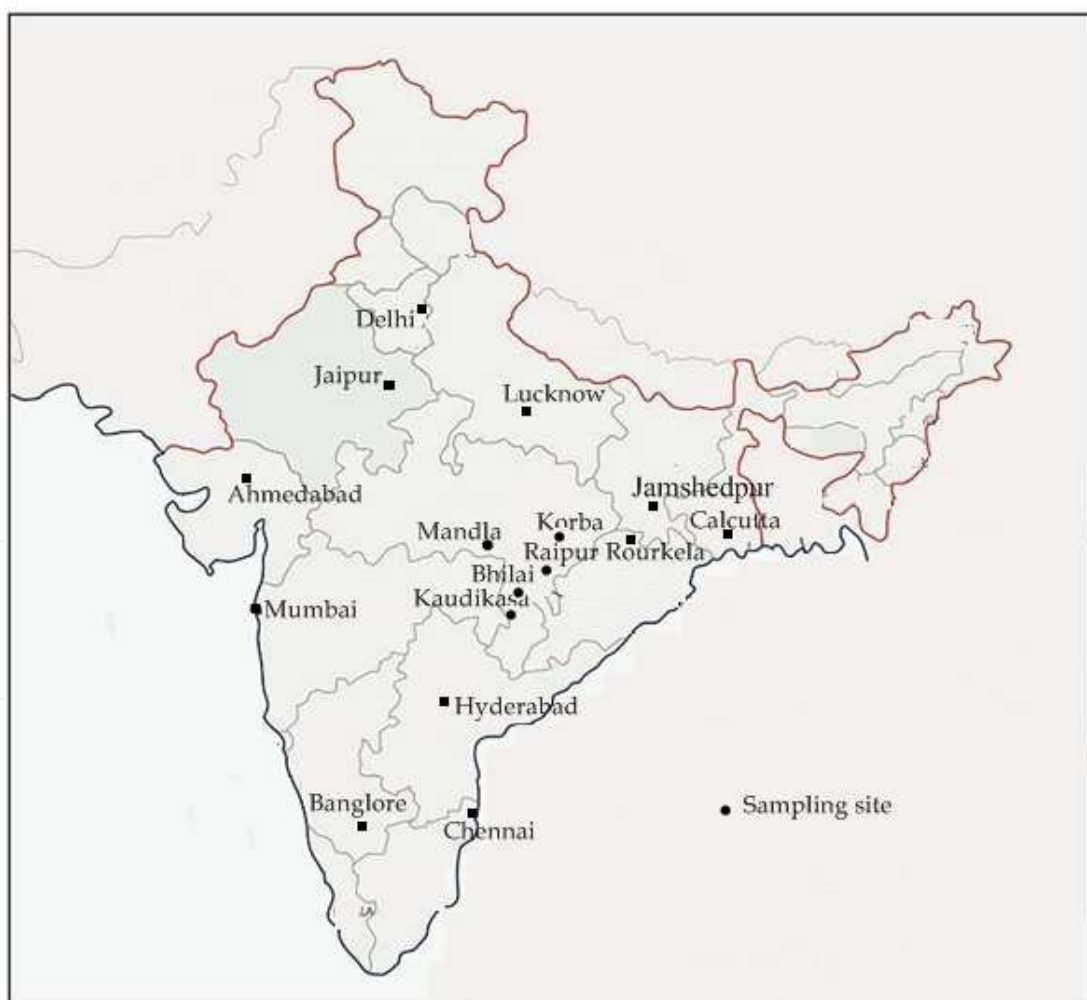 Delhi
Jaipur
Lucknow
Ahmedabad
Jamshedpur
Mandla
Korba
Calcutta
Raipur Rourkela
Bhilai
Kaudikasa
Mumbai
Hyderabad
Banglore
Chennai
Sampling site